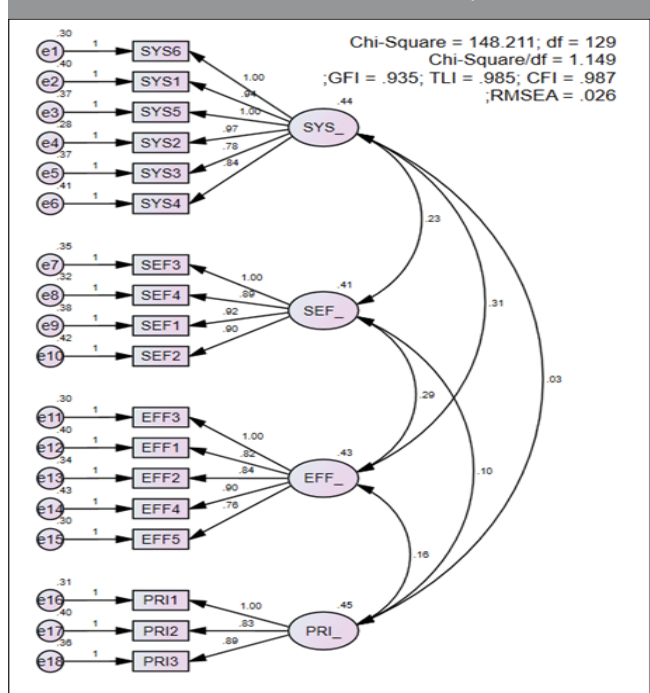 Chi-Square = 148.211; df = 129
Chi-Square/df = 1.149
;GFI = .935; TLI = .985; CFI = .987
;RMSEA = .026
.30
e1 1 SYS6
.40
e2 1 SYS1
.37
e3 1 SYS5
.28
e4 1 SYS2
.37
e5 1 SYS3
.41
e6 1 SYS4
1.00
.94
1.00
.97
.78
.84
.44
SYS_
.35
e7 1 SEF3
.32
e8 1 SEF4
.38
e9 1 SEF1
.42
e10 1 SEF2
1.00
.89
.92
.90
.41
SEF_
.30
e11 1 EFF3
.40
e12 1 EFF1
.34
e13 1 EFF2
.43
e14 1 EFF4
.30
e15 1 EFF5
1.00
.82
.84
.90
.76
.43
EFF_
.31
e16 1 PRI1
.40
e17 1 PRI2
.36
e18 1 PRI3
1.00
.83
.89
.45
PRI_
.23
.31
.03
.29
.10
.16